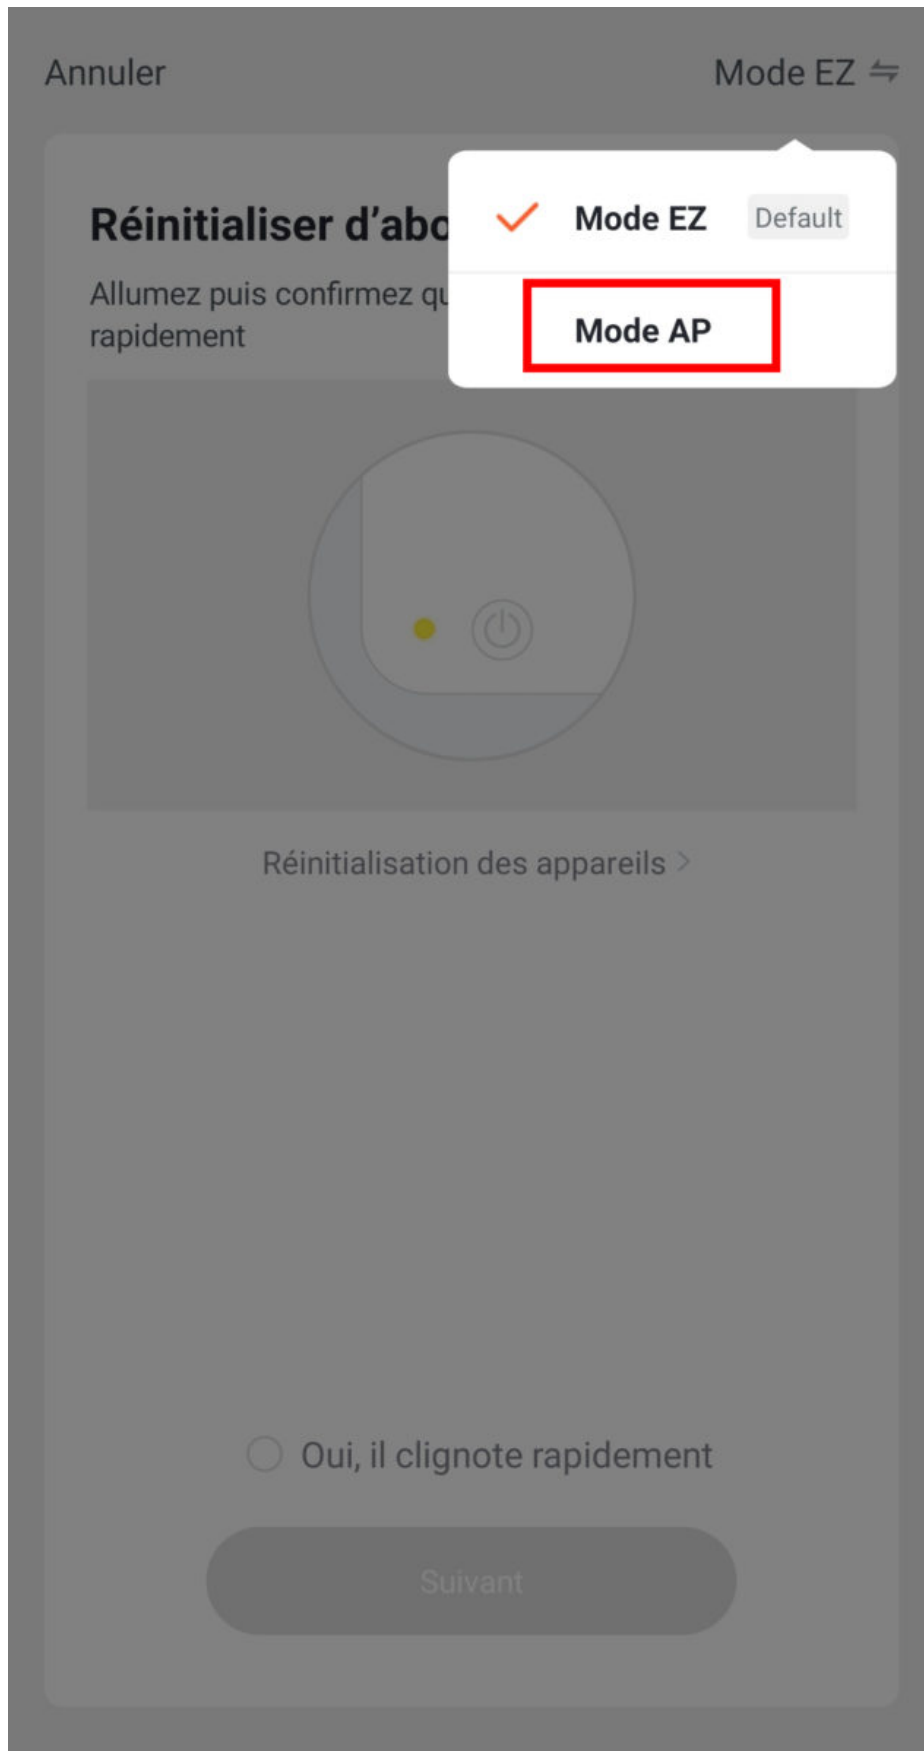 Annuler
Mode EZ
Mode EZ Default
Réinitialiser d’abo
Allumez puis confirmez qu
Mode AP
rapidement
Réinitialisation des appareils >
Oui, il clignote rapidement
Suivant